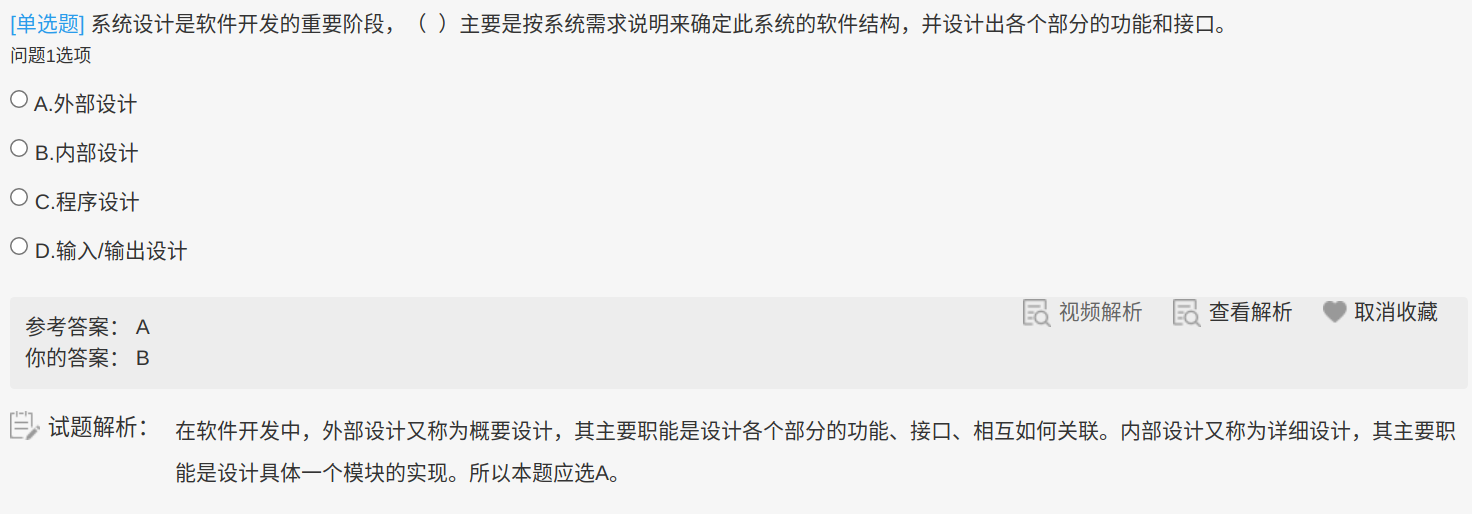 [单选题] 系统设计是软件开发的重要阶段，（ ）主要是按系统需求说明来确定此系统的软件结构，并设计出各个部分的功能和接口。
问题1选项
A.外部设计
B.内部设计
C.程序设计
D.输入/输出设计
视频解析 查看解析 取消收藏
参考答案： A
你的答案： B
试题解析： 在软件开发中，外部设计又称为概要设计，其主要职能是设计各个部分的功能、接口、相互如何关联。内部设计又称为详细设计，其主要职
能是设计具体一个模块的实现。所以本题应选A。